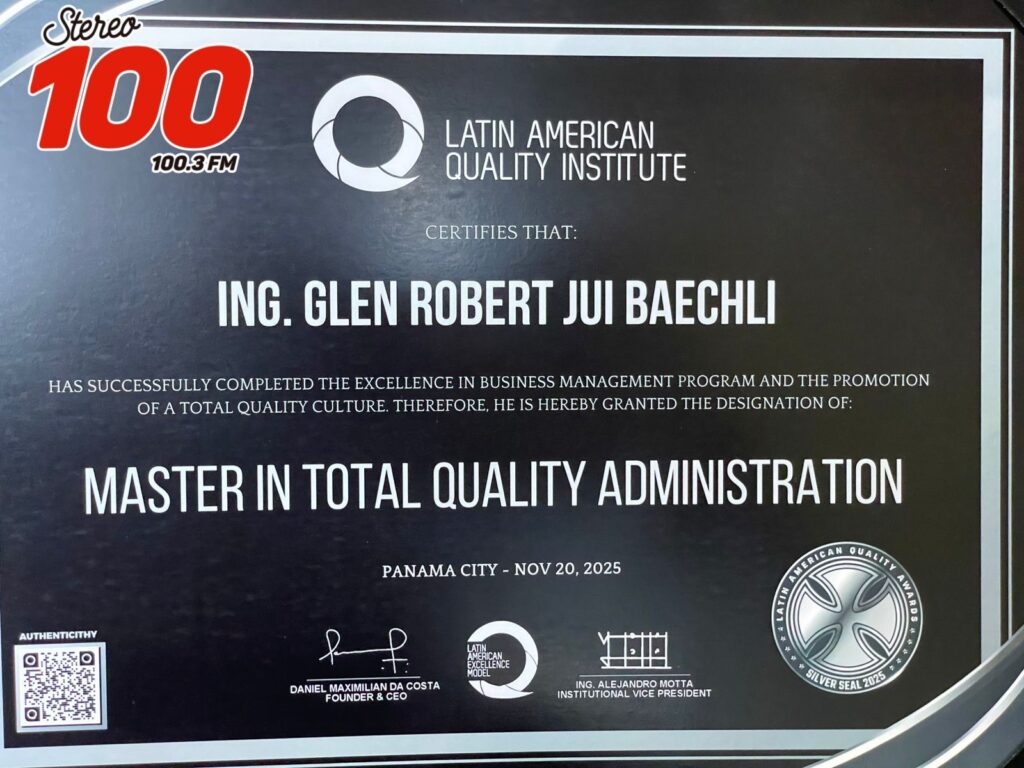 Stereo
100
100.3 FM
LATIN AMERICAN
QUALITY INSTITUTE
CERTIFIES THAT:
ING. GLEN ROBERT JUI BAECHLI
HAS SUCCESSFULLY COMPLETED THE EXCELLENCE IN BUSINESS MANAGEMENT PROGRAM AND THE PROMOTION
OF A TOTAL QUALITY CULTURE. THEREFORE, HE IS HEREBY GRANTED THE DESIGNATION OF:
MASTER IN TOTAL QUALITY ADMINISTRATION
PANAMA CITY - NOV 20, 2025
AUTHENTICITHY
DANIEL MAXIMILIAN DA COSTA
FOUNDER & CEO
LATIN
AMERICAN
EXCELLENCE
MODEL
ING. ALEJANDRO MOTTA
INSTITUTIONAL VICE PRESIDENT
LATIN AMERICAN QUALITY AWARDS
SILVER SEAL 2025